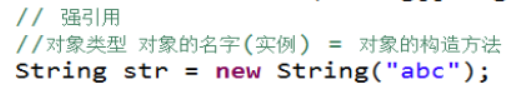 // 强引用
//对象类型 对象的名字(实例) = 对象的构造方法
String str = new String("abc");